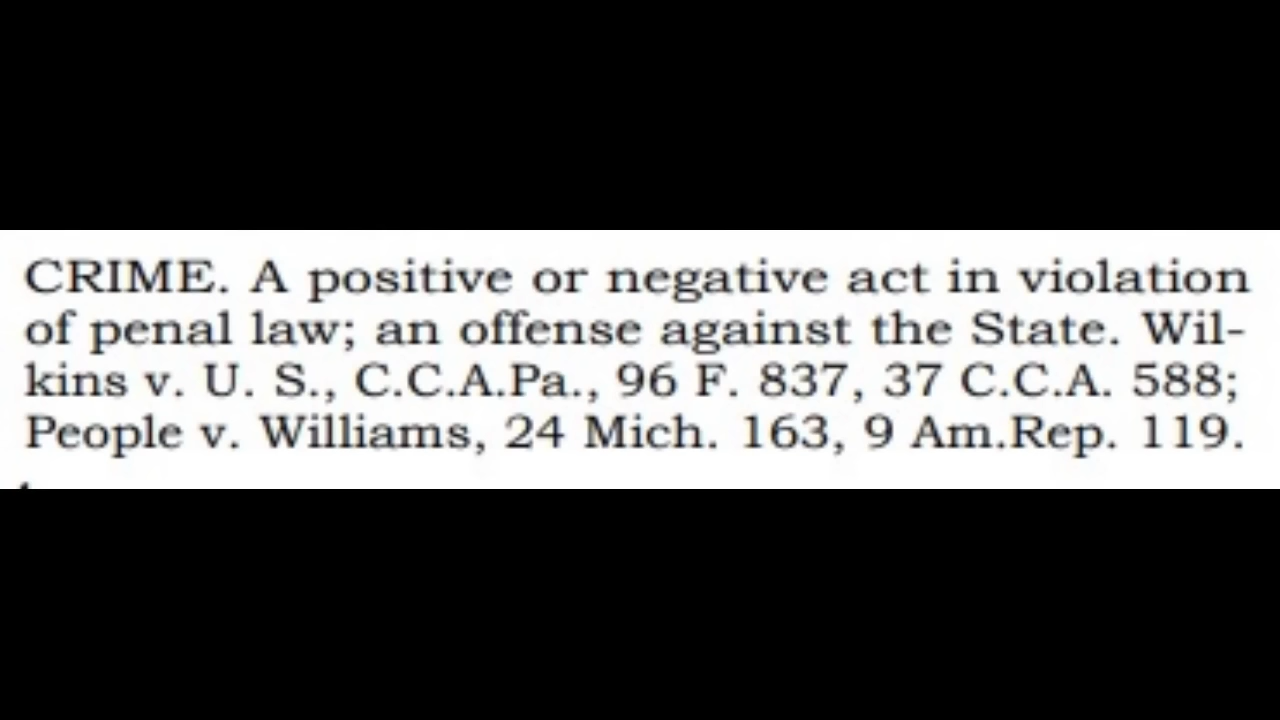 CRIME. A positive or negative act in violation
of penal law; an offense against the State. Wil-
kins v. U. S., C.C.A.Pa., 96 F. 837, 37 C.C.A. 588;
People v. Williams, 24 Mich. 163, 9 Am.Rep. 119.